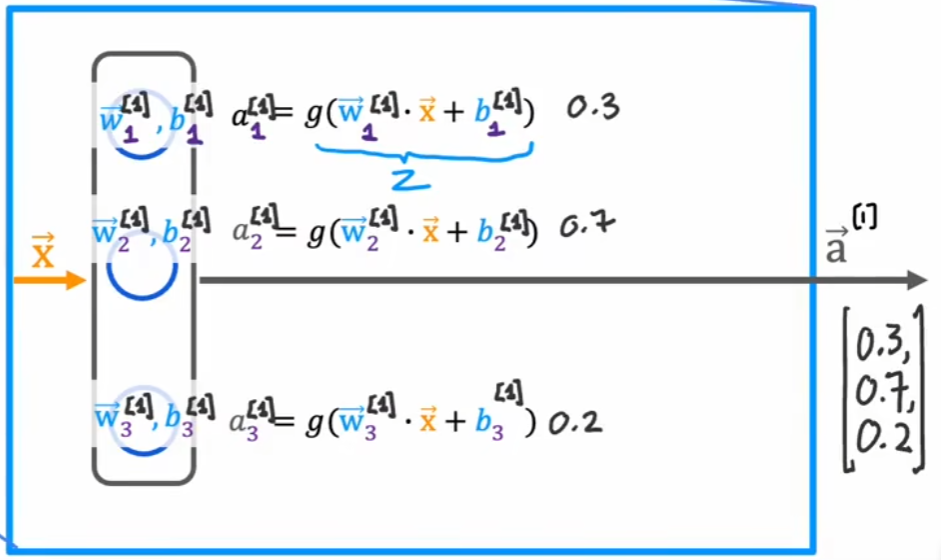 w⃗₁^[1], b₁^[1] a₁^[1] = g(w⃗₁^[1] · x⃗ + b₁^[1]) 0.3
z
w⃗₂^[1], b₂^[1] a₂^[1] = g(w⃗₂^[1] · x⃗ + b₂^[1]) 0.7
x⃗
a⃗^[1]
w⃗₃^[1], b₃^[1] a₃^[1] = g(w⃗₃^[1] · x⃗ + b₃^[1]) 0.2
[0.3,
0.7,
0.2]